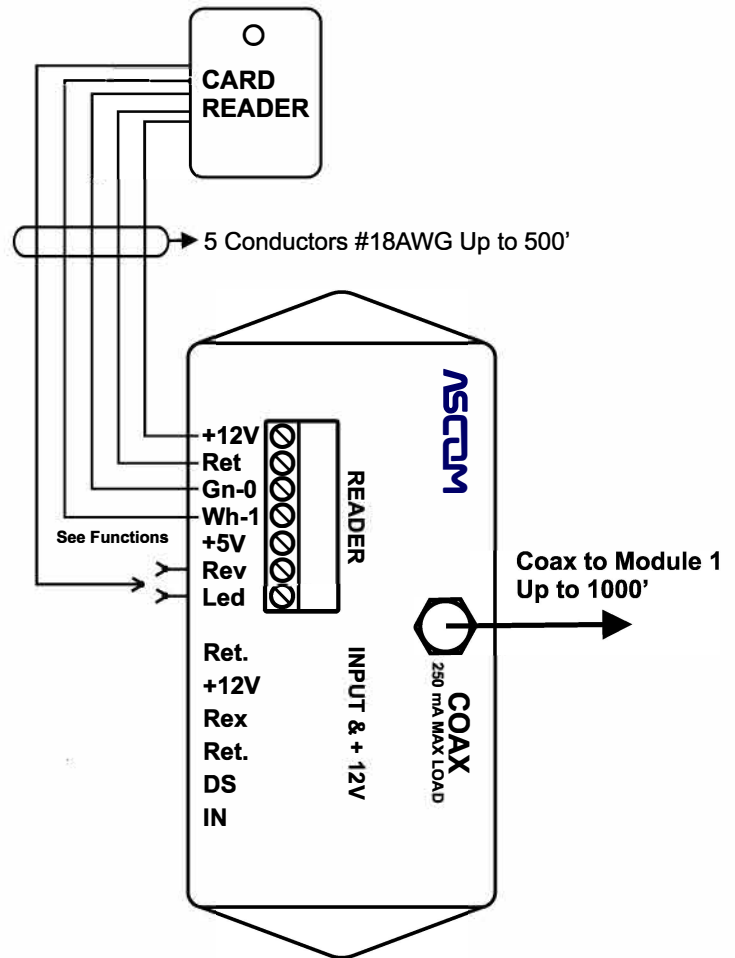 CARD
READER
5 Conductors #18AWG Up to 500’
ASCOM
+12V
Ret
Gn-0
Wh-1
+5V
Rev
Led
See Functions
READER
Coax to Module 1
Up to 1000’
Ret.
+12V
Rex
Ret.
DS
IN
INPUT & + 12V
COAX
250 mA MAX LOAD